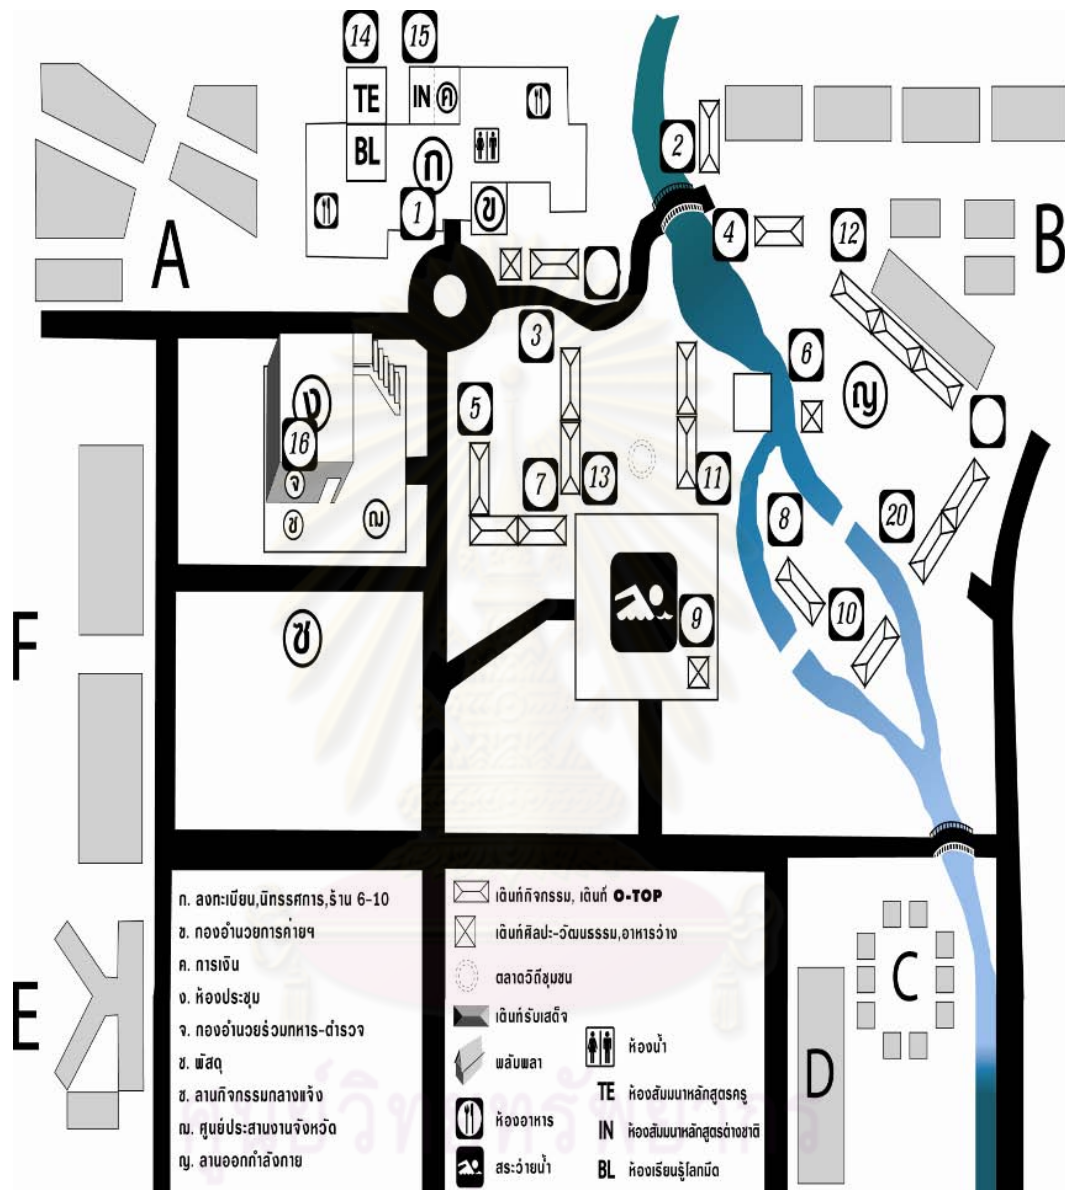 14 15
TE IN ค
BL
ก
2
1 ข
A
4 12 B
3
6
ง
5 ญ
16
จ 7 13 11
ช ฌ 8 20
F
ซ
9 10
ก. ลงทะเบียน,นิทรรศการ,ร้าน 6-10
ข. กองอำนวยการค่ายฯ
ค. การเงิน
ง. ห้องประชุม
จ. กองอำนวยร่วมทหาร-ตำรวจ
ช. พัสดุ
ซ. ลานกิจกรรมกลางแจ้ง
ฌ. ศูนย์ประสานงานจังหวัด
ญ. ลานออกกำลังกาย
เต็นท์กิจกรรม, เต็นท์ O-TOP
เต็นท์ศิลปะ-วัฒนธรรม,อาหารว่าง
ตลาดวิถีชุมชน
เต็นท์รับเสด็จ
พลับพลา
ห้องอาหาร
สระว่ายน้ำ
ห้องน้ำ
TE ห้องสัมมนาหลักสูตรครู
IN ห้องสัมมนาหลักสูตรต่างชาติ
BL ห้องเรียนรู้โลกมืด
C
E
D
ศูนย์วิทยทรัพยากร